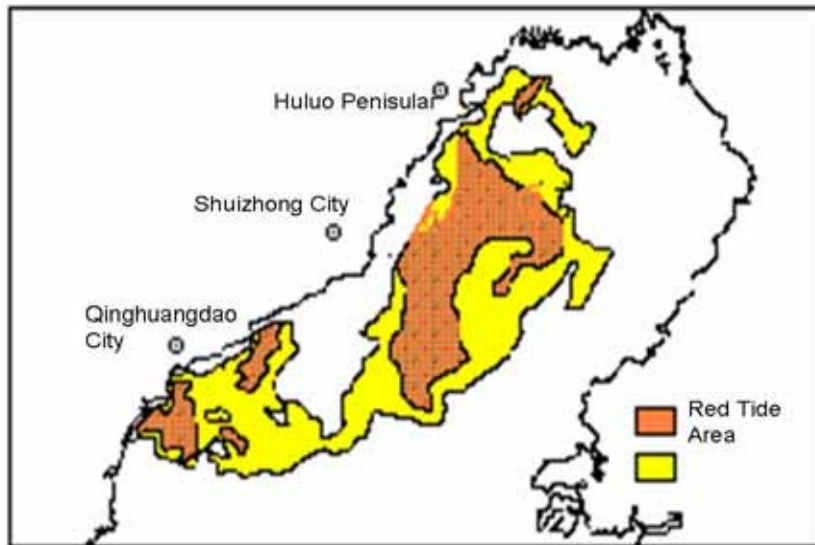 Huluo Penisular
Shuizhong City
Qinghuangdao
City
Red Tide
Area